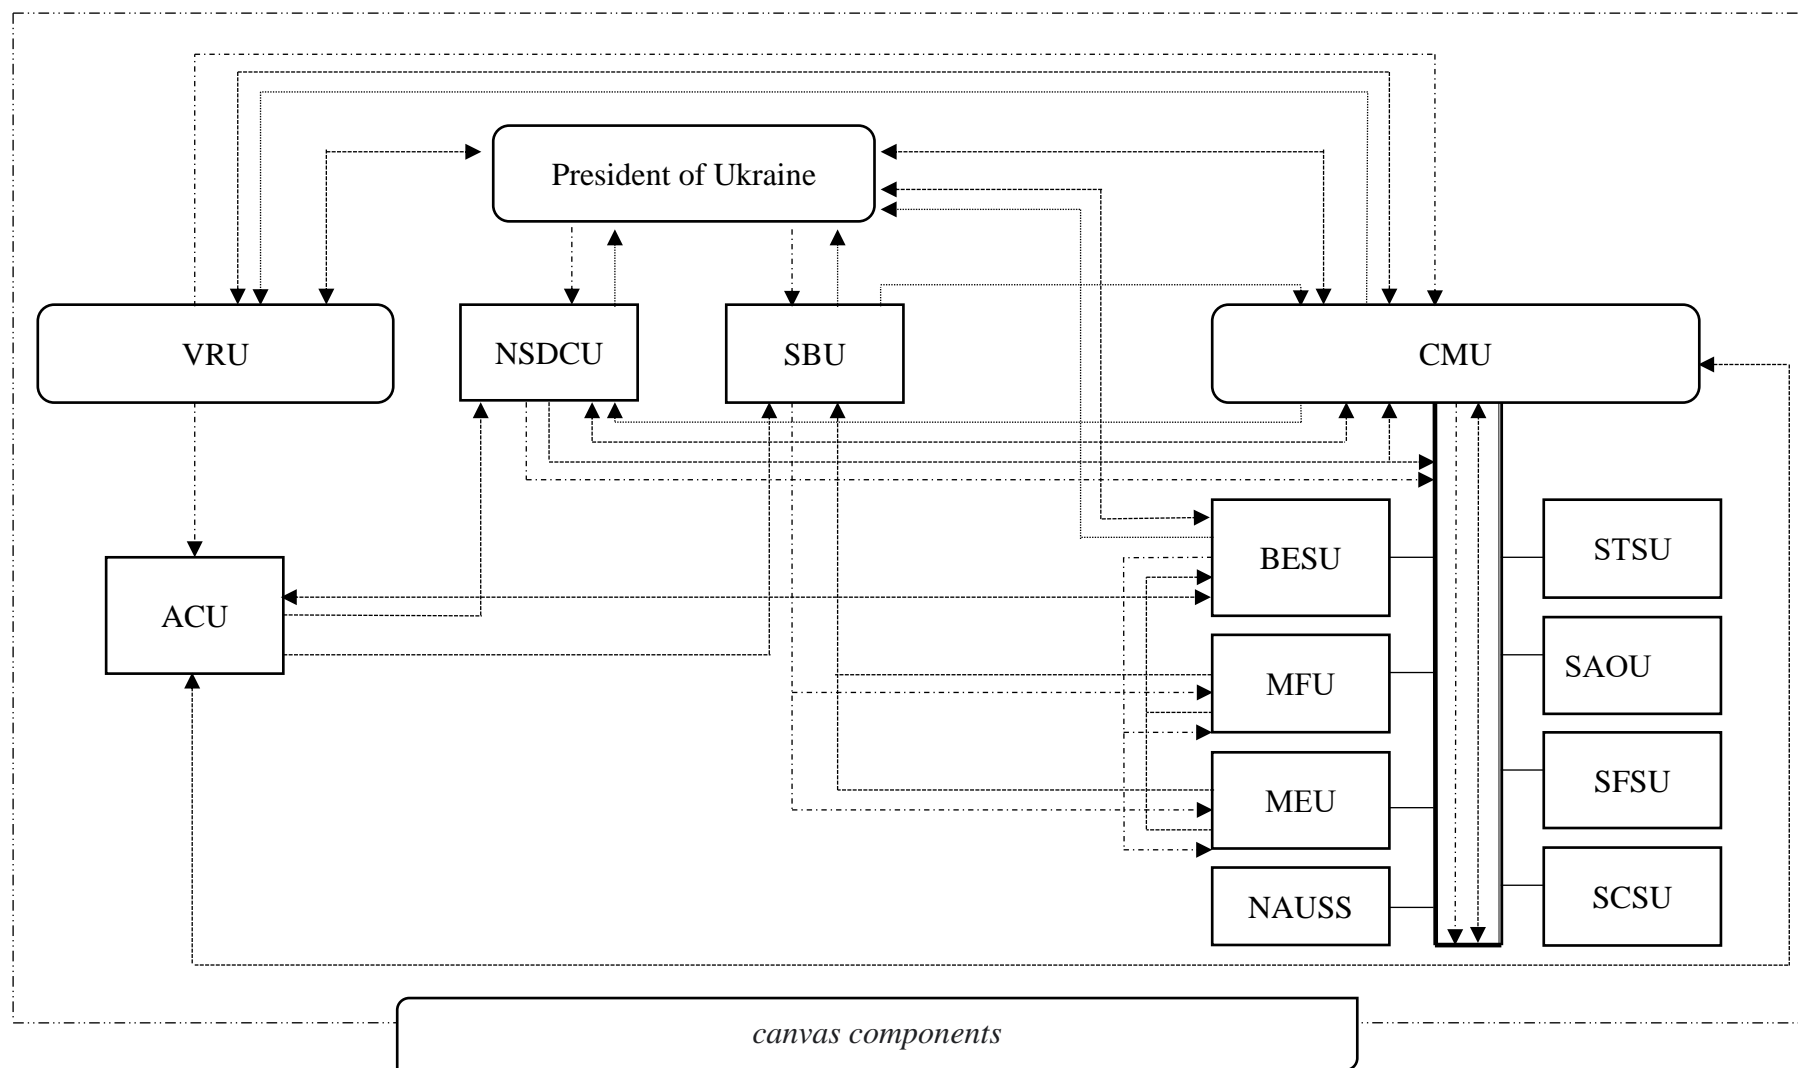 President of Ukraine
VRU
NSDCU
SBU
CMU
ACU
BESU
STSU
MFU
SAOU
MEU
SFSU
NAUSS
SCSU
canvas components